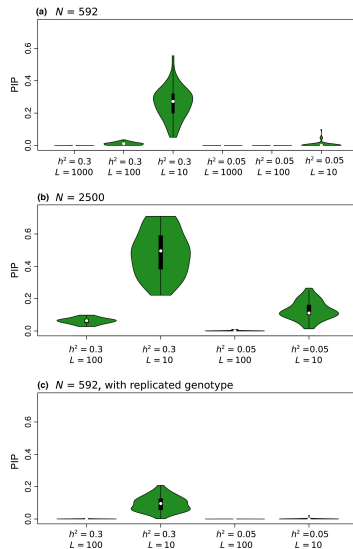 (a) N = 592
PIP
0.6
0.4
0.2
0.0
h² = 0.3 h² = 0.3 h² = 0.3 h² = 0.05 h² = 0.05 h² = 0.05
L = 1000 L = 100 L = 10 L = 1000 L = 100 L = 10
(b) N = 2500
PIP
0.6
0.4
0.2
0.0
h² = 0.3 h² = 0.3 h² = 0.05 h² =0.05
L = 100 L = 10 L = 100 L = 10
(c) N = 592, with replicated genotype
PIP
0.6
0.4
0.2
0.0
h² = 0.3 h² = 0.3 h² = 0.05 h² = 0.05
L = 100 L = 10 L = 100 L = 10